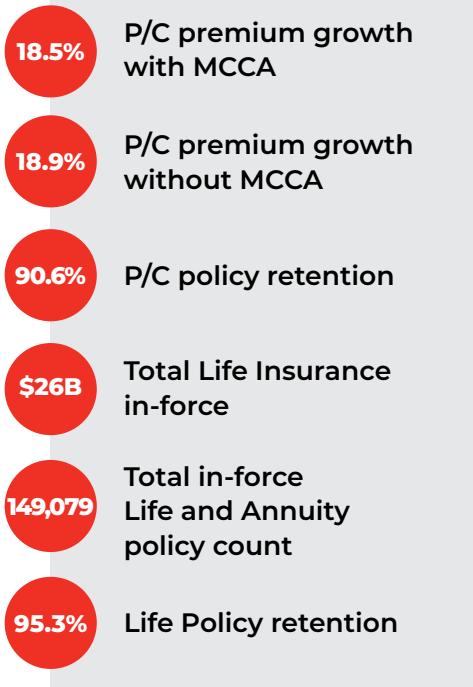 18.5%
P/C premium growth
with MCCA
18.9%
P/C premium growth
without MCCA
90.6%
P/C policy retention
$26B
Total Life Insurance
in-force
149,079
Total in-force
Life and Annuity
policy count
95.3%
Life Policy retention